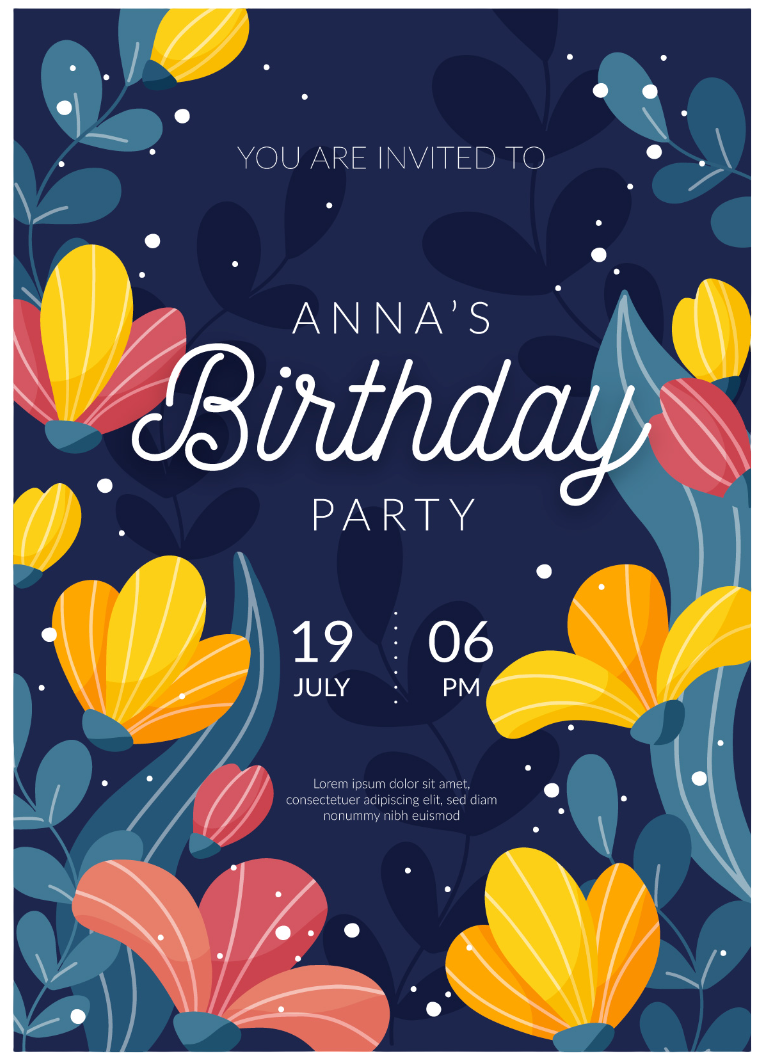 YOU ARE INVITED TO
ANNA'S
Birthday
PARTY
19 06
JULY PM
Lorem ipsum dolor sit amet,
consectetuer adipiscing elit, sed diam
nonummy nibh euismod